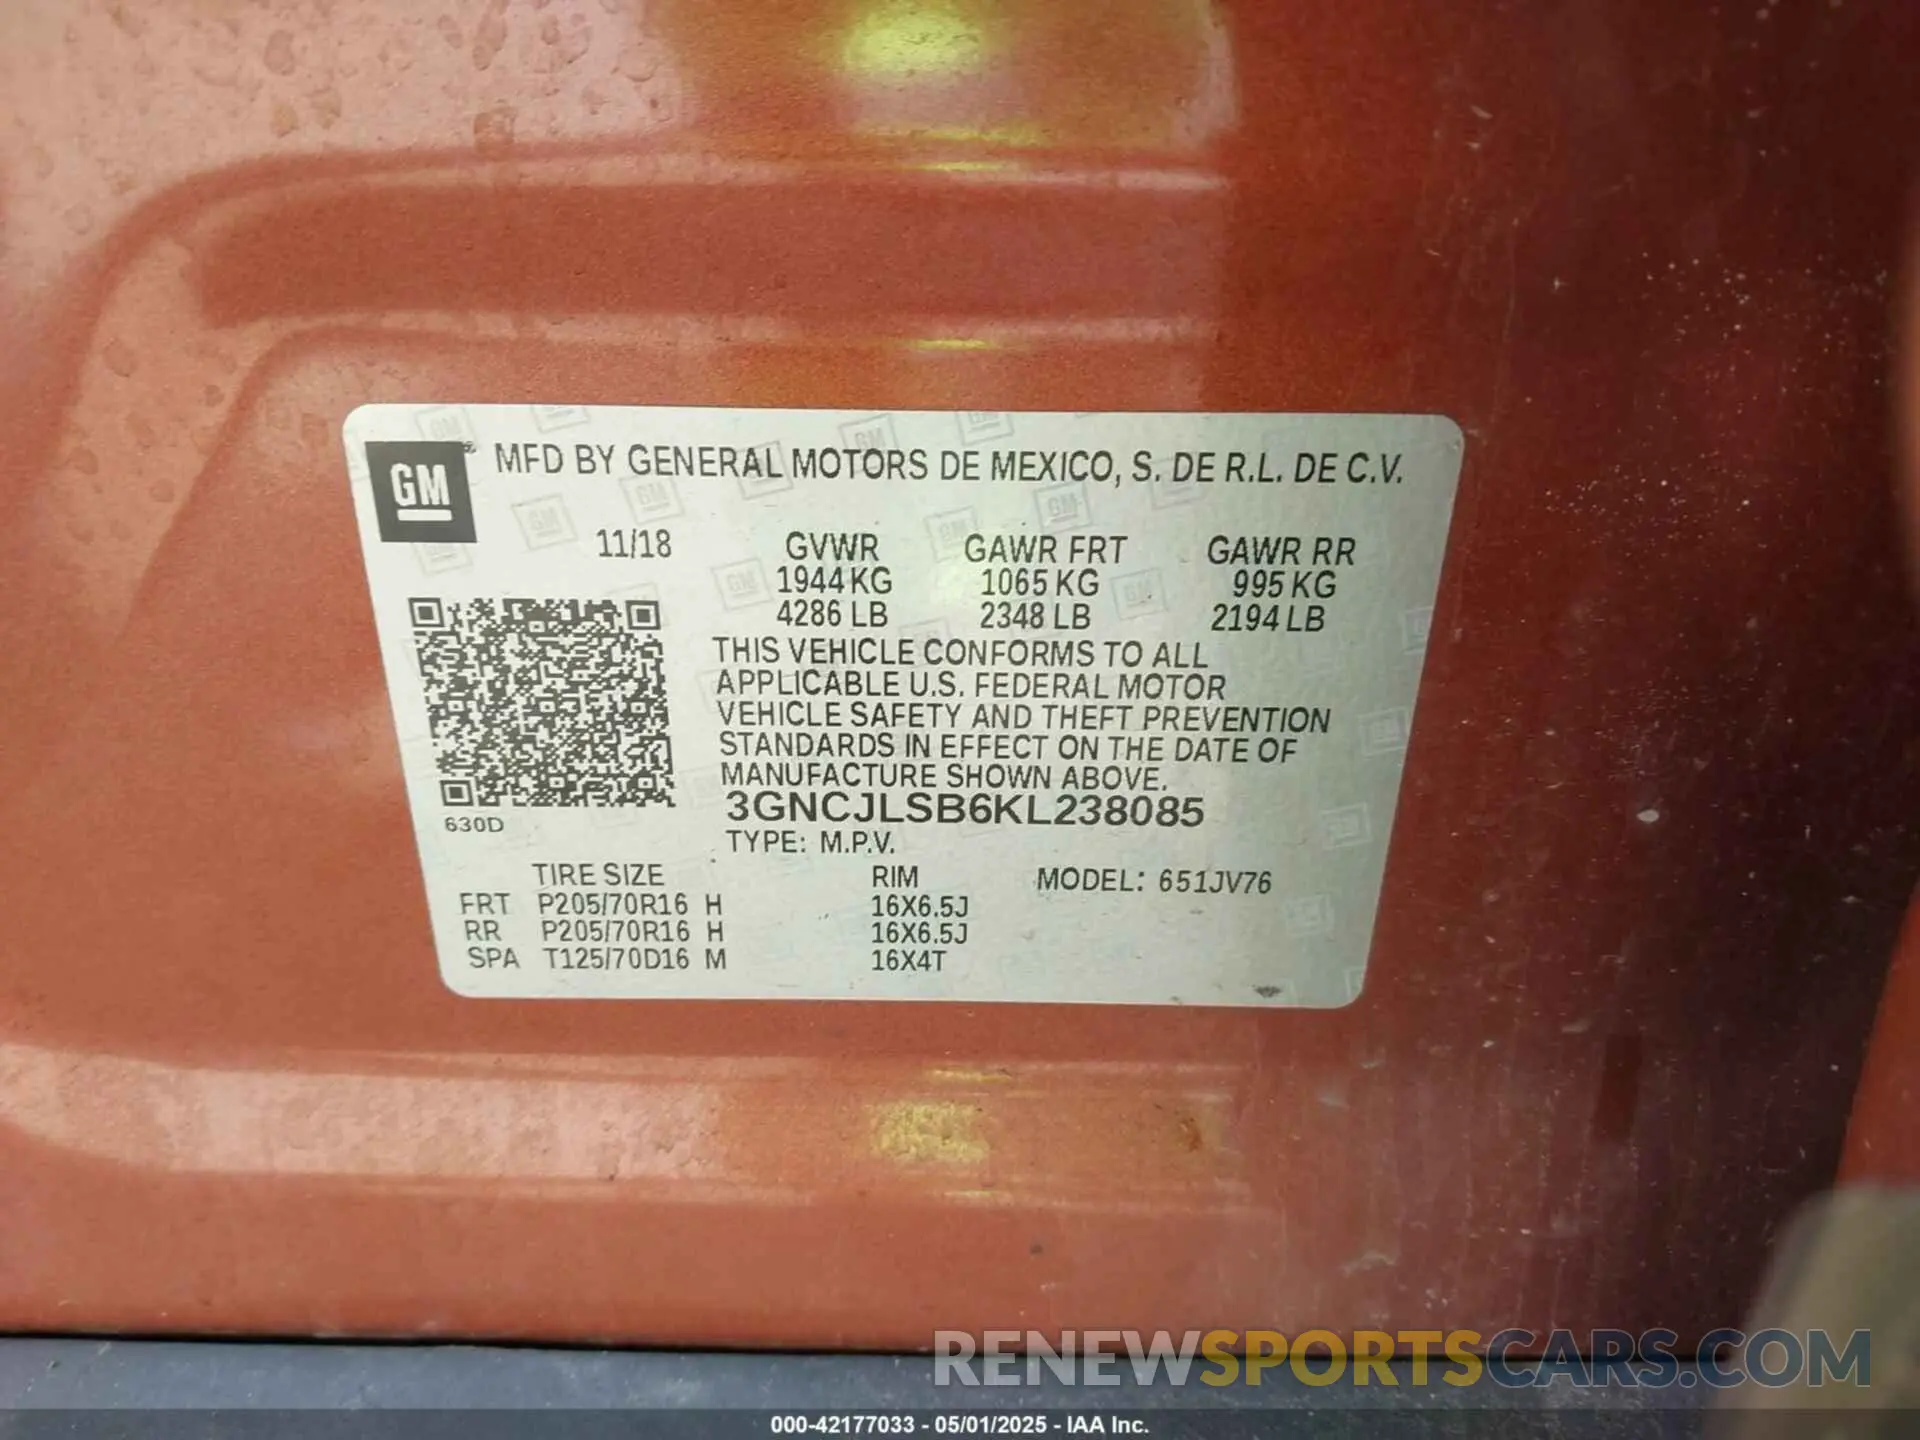 GM® MFD BY GENERAL MOTORS DE MEXICO, S. DE R.L. DE C.V.
11/18 GVWR GAWR FRT GAWR RR
1944 KG 1065 KG 995 KG
4286 LB 2348 LB 2194 LB
THIS VEHICLE CONFORMS TO ALL
APPLICABLE U.S. FEDERAL MOTOR
VEHICLE SAFETY AND THEFT PREVENTION
STANDARDS IN EFFECT ON THE DATE OF
MANUFACTURE SHOWN ABOVE.
3GNCJLSB6KL238085
630D
TYPE: M.P.V.
TIRE SIZE RIM MODEL: 651JV76
FRT P205/70R16 H 16X6.5J
RR P205/70R16 H 16X6.5J
SPA T125/70D16 M 16X4T
RENEWSPORTSCARS.COM
000-42177033 - 05/01/2025 - IAA Inc.